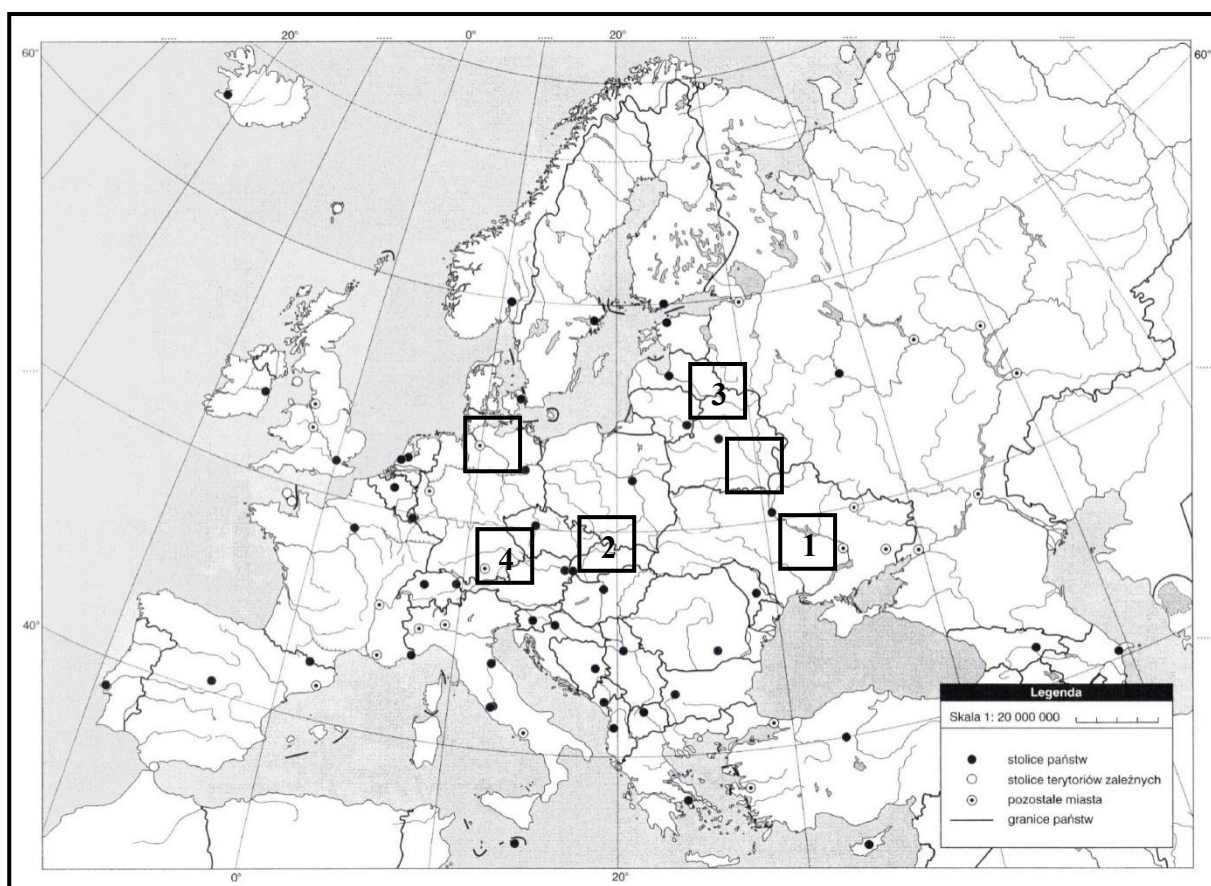 20° 0° 20°
60° 60°
3
1
2
4
40°
Legenda
Skala 1: 20 000 000
stolice państw
stolice terytoriów zależnych
pozostałe miasta
granice państw
0° 20°